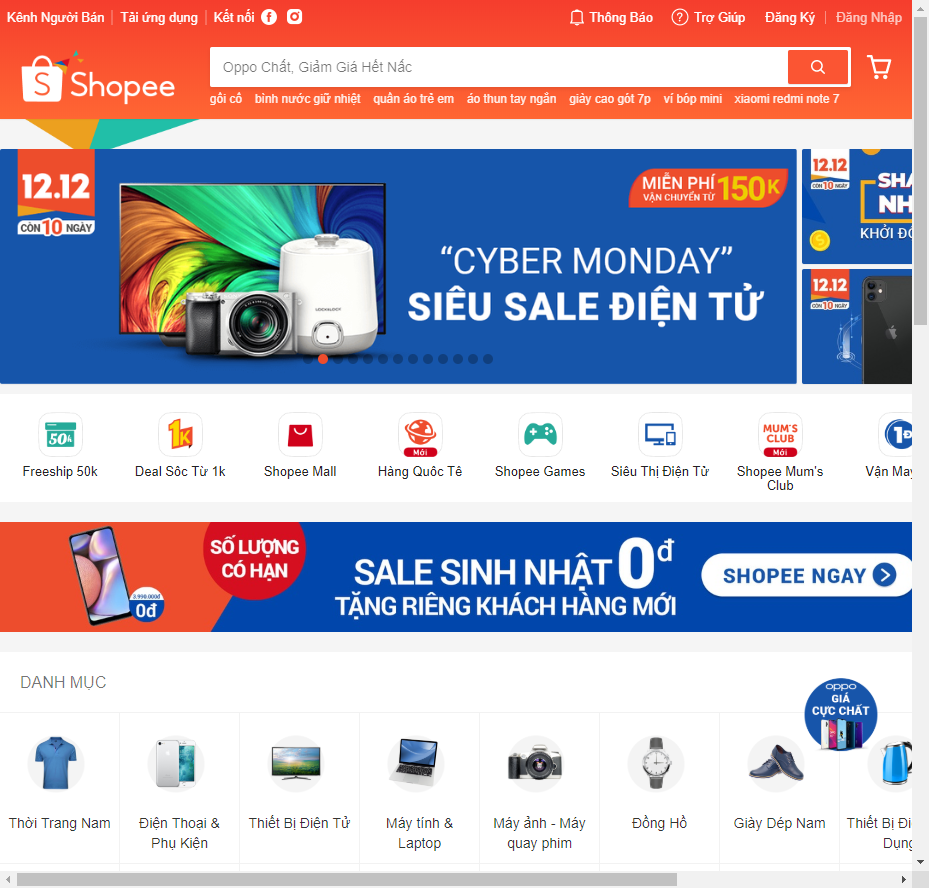 Kênh Người Bán
Tải ứng dụng
Kết nối
Thông Báo
Trợ Giúp
Đăng Ký
Đăng Nhập
Shopee
Oppo Chất, Giảm Giá Hết Nấc
gối cổ
bình nước giữ nhiệt
quần áo trẻ em
áo thun tay ngắn
giày cao gót 7p
ví bóp mini
xiaomi redmi note 7
12.12
CÒN 10 NGÀY
MIỄN PHÍ
VẬN CHUYỂN TỪ
150K
“CYBER MONDAY”
SIÊU SALE ĐIỆN TỬ
LOCK&LOCK
12.12
CÒN 10 NGÀY
SHA
NH
KHỞI ĐỘ
12.12
CÒN 10 NGÀY
50k
Freeship 50k
1K
Deal Sốc Từ 1k
Shopee Mall
Mới
Hàng Quốc Tế
Shopee Games
Siêu Thị Điện Tử
MUM'S
CLUB
Mới
Shopee Mum's
Club
Vận May
3.990.000đ
0đ
SỐ LƯỢNG
CÓ HẠN
SALE SINH NHẬT 0đ
TẶNG RIÊNG KHÁCH HÀNG MỚI
SHOPEE NGAY
DANH MỤC
oppo
GIÁ
CỰC CHẤT
Thời Trang Nam
Điện Thoại &
Phụ Kiện
Thiết Bị Điện Tử
Máy tính &
Laptop
Máy ảnh - Máy
quay phim
Đồng Hồ
Giày Dép Nam
Thiết Bị Đi
Dụng